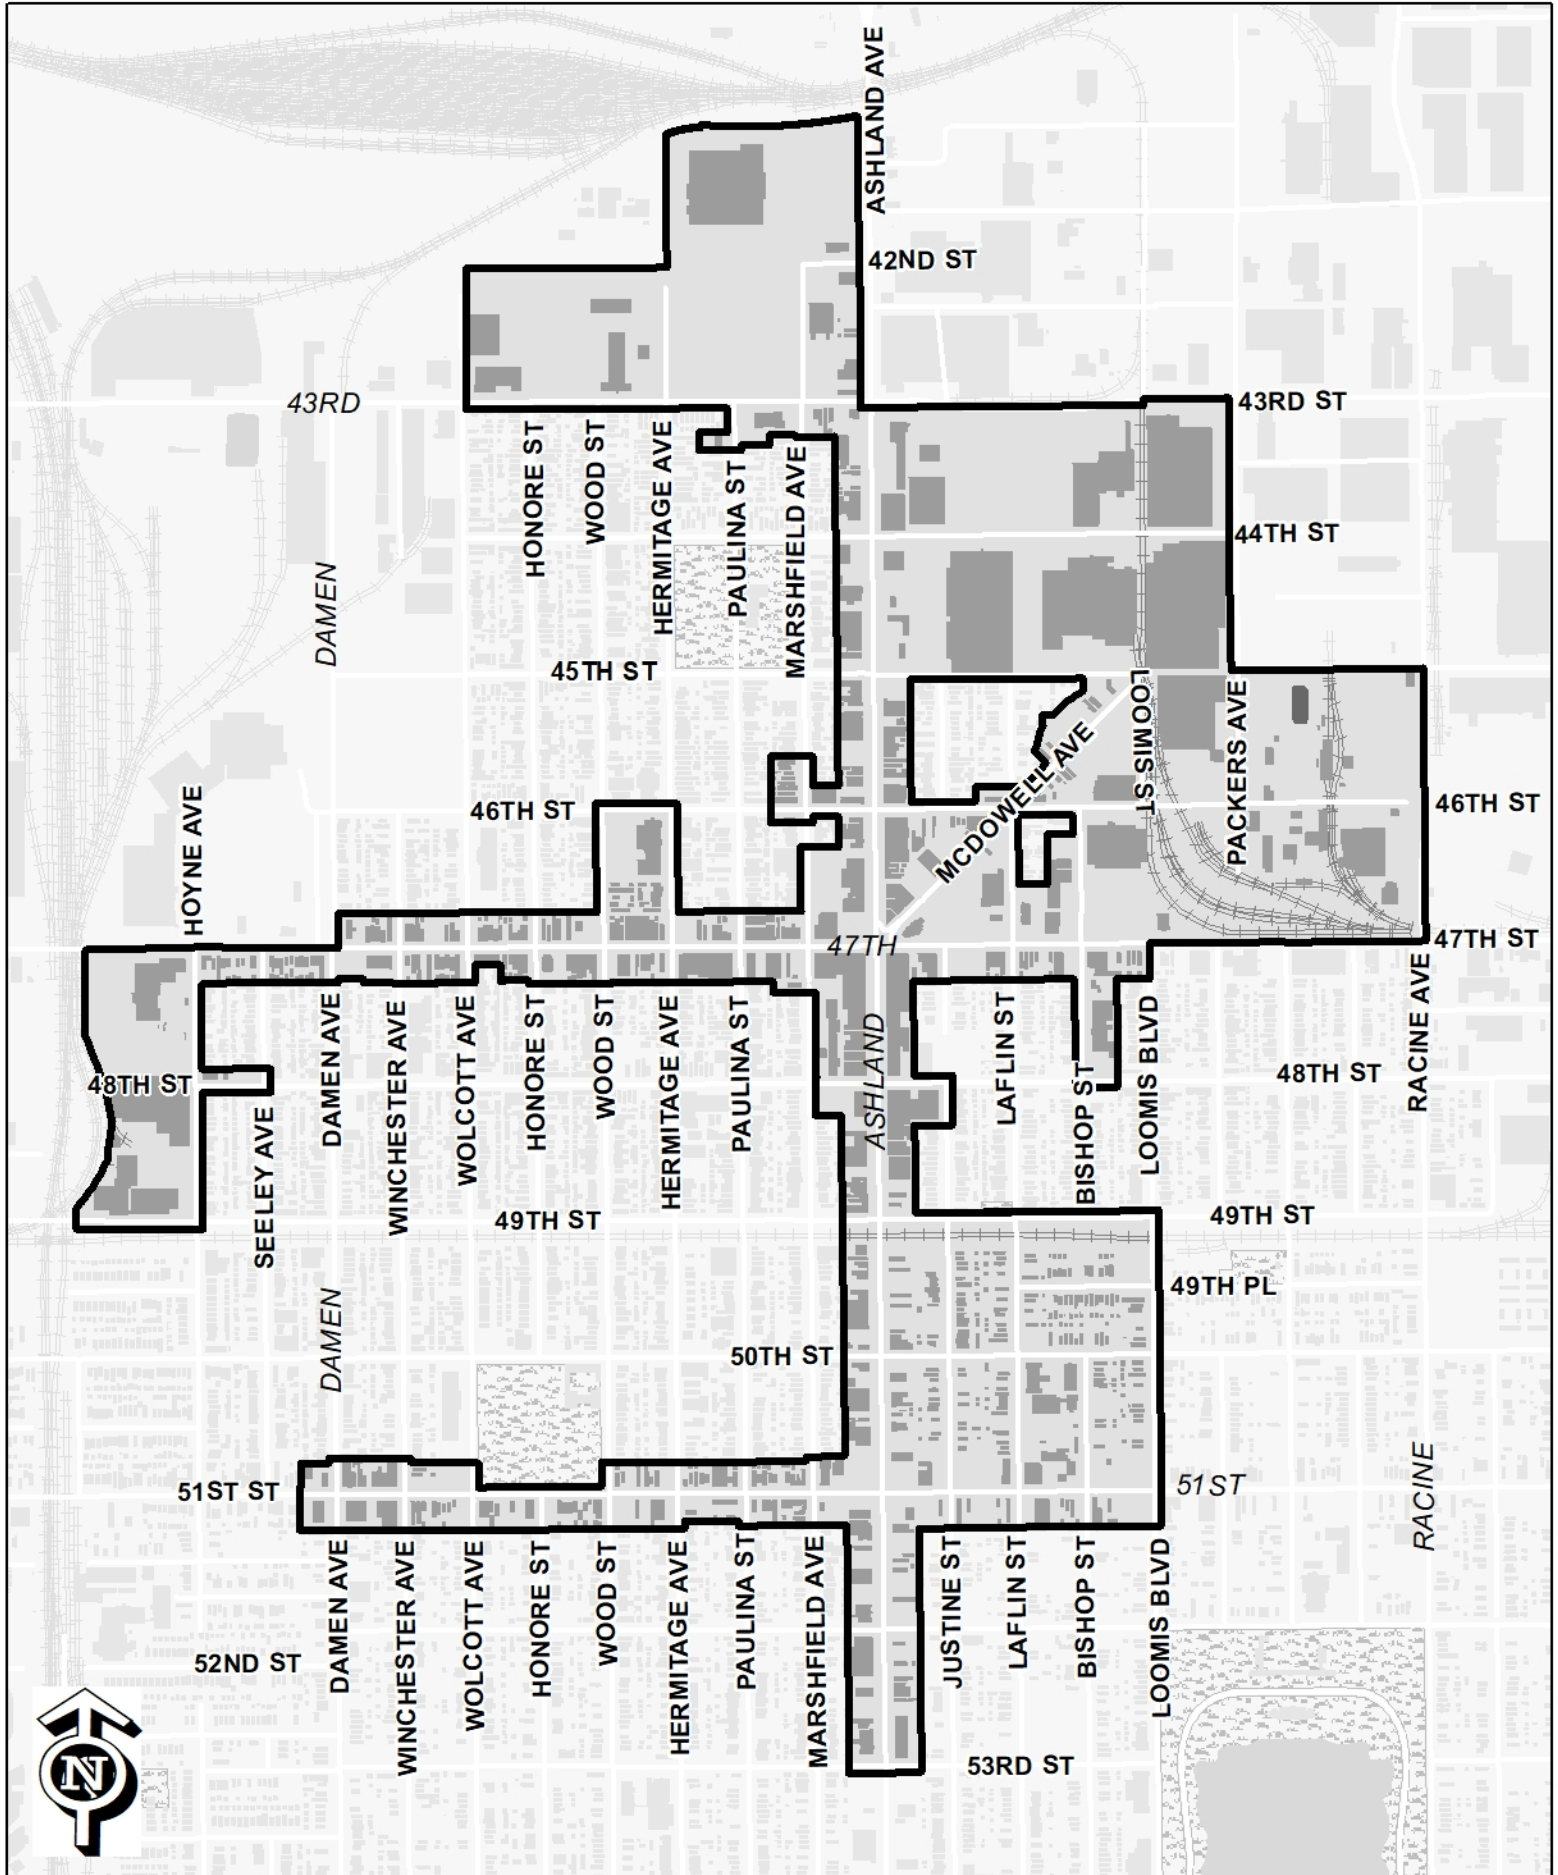 ASHLAND AVE
42ND ST
43RD
43RD ST
HONORE ST
WOOD ST
HERMITAGE AVE
PAULINA ST
MARSHFIELD AVE
44TH ST
DAMEN
45TH ST
LOOMIS ST
PACKERS AVE
MCDOWELL AVE
HOYNE AVE
46TH ST
46TH ST
47TH
47TH ST
DAMEN AVE
WINCHESTER AVE
WOLCOTT AVE
HONORE ST
WOOD ST
HERMITAGE AVE
PAULINA ST
ASHLAND
LAFLIN ST
BISHOP ST
LOOMIS BLVD
RACINE AVE
48TH ST
48TH ST
SEELEY AVE
49TH ST
49TH ST
49TH PL
DAMEN
50TH ST
51ST ST
51ST
RACINE
DAMEN AVE
WINCHESTER AVE
WOLCOTT AVE
HONORE ST
WOOD ST
HERMITAGE AVE
PAULINA ST
MARSHFIELD AVE
JUSTINE ST
LAFLIN ST
BISHOP ST
LOOMIS BLVD
52ND ST
53RD ST
N